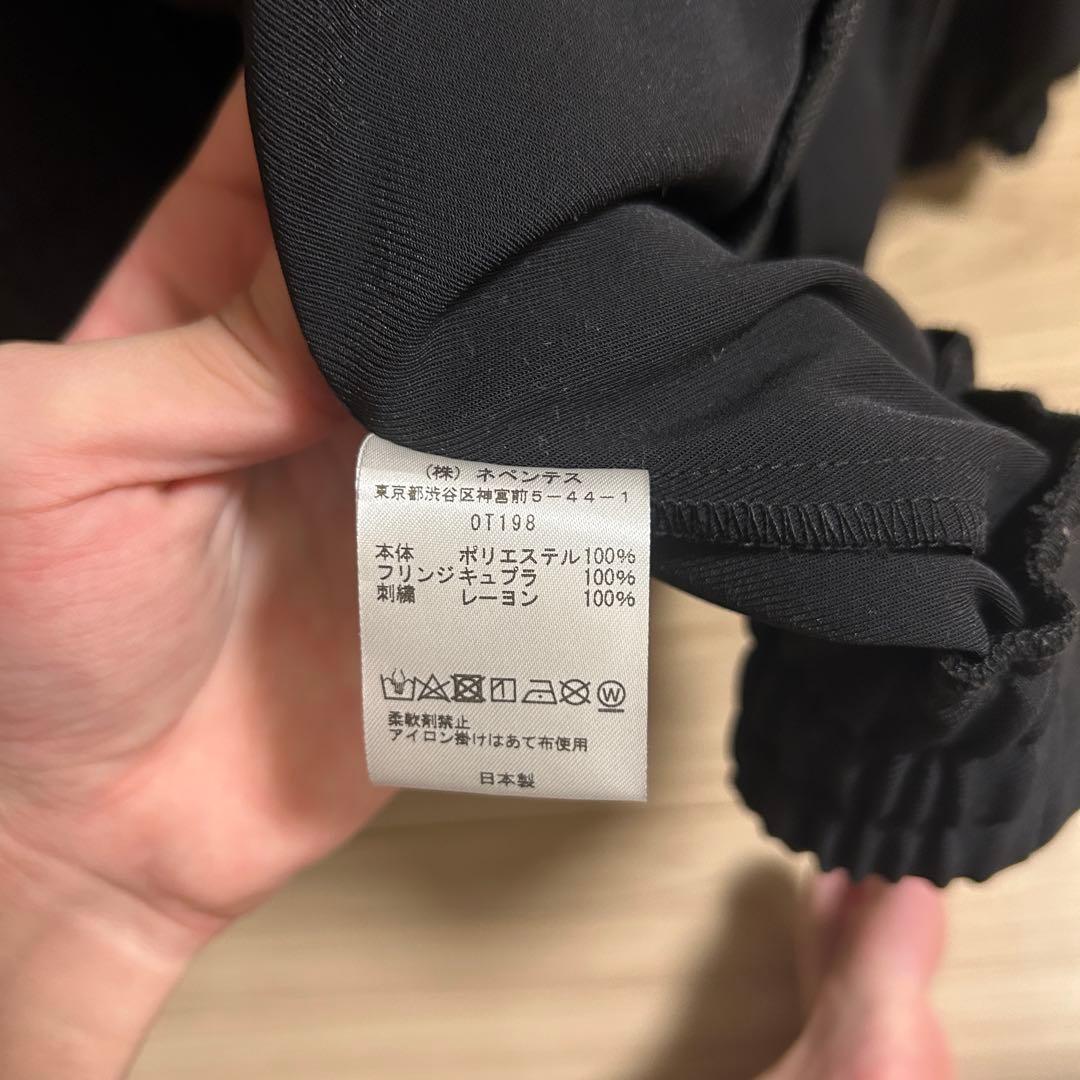 (株) ネペンテス
東京都渋谷区神宮前5-44-1
OT198
本体 ポリエステル100%
フリンジキュプラ 100%
刺繍 レーヨン 100%
W
柔軟剤禁止
アイロン掛けはあて布使用
日本製